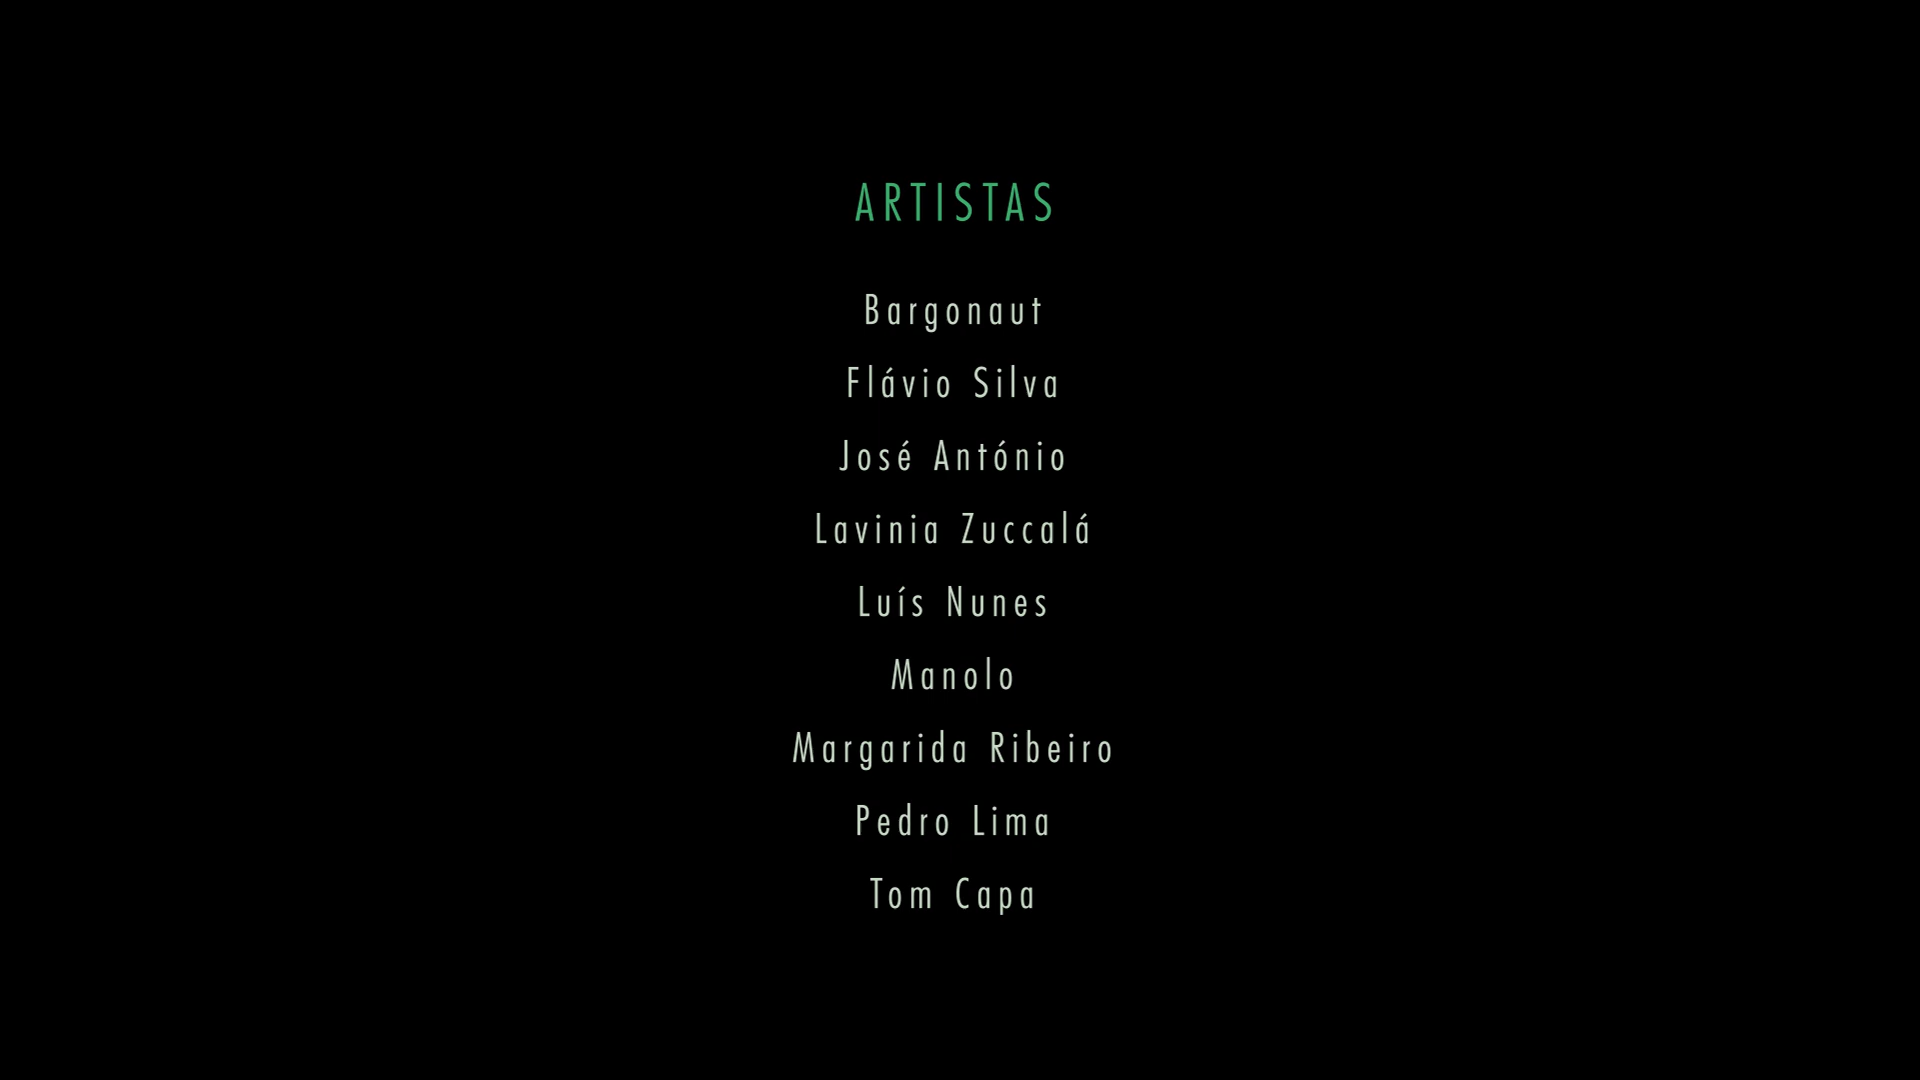 ARTISTAS
Bargonaut
Flávio Silva
José António
Lavinia Zuccalá
Luís Nunes
Manolo
Margarida Ribeiro
Pedro Lima
Tom Capa